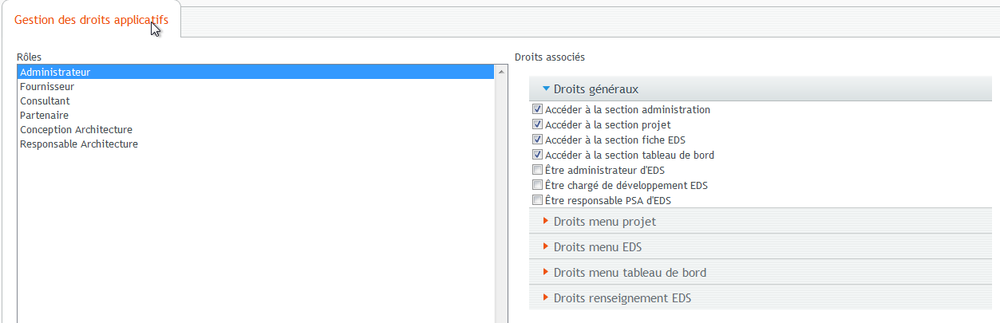 Gestion des droits applicatifs
Rôles
Administrateur
Fournisseur
Consultant
Partenaire
Conception Architecture
Responsable Architecture
Droits associés
Droits généraux
Accéder à la section administration
Accéder à la section projet
Accéder à la section fiche EDS
Accéder à la section tableau de bord
Être administrateur d'EDS
Être chargé de développement EDS
Être responsable PSA d'EDS
Droits menu projet
Droits menu EDS
Droits menu tableau de bord
Droits renseignement EDS